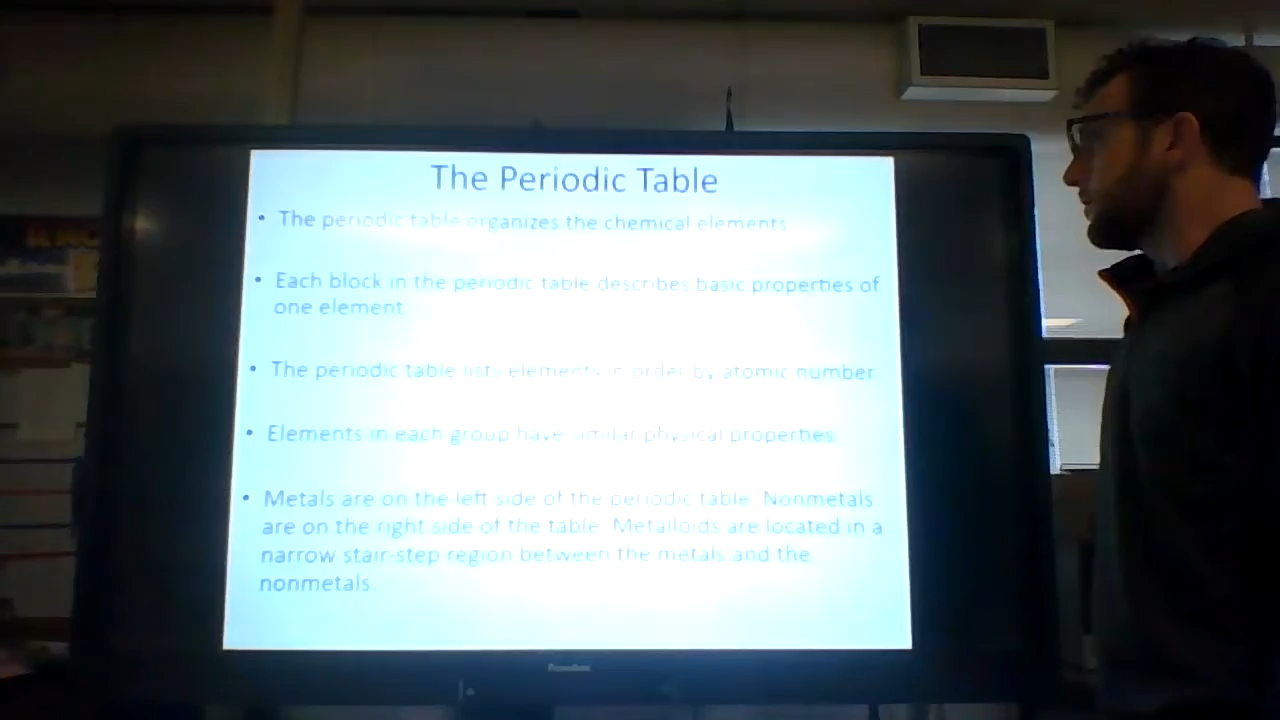 The Periodic Table
• The periodic table organizes the chemical elements
• Each block in the periodic table describes basic properties of
one element
• The periodic table lists elements in order by atomic number
• Elements in each group have similar physical properties.
• Metals are on the left side of the periodic table. Nonmetals
are on the right side of the table. Metalloids are located in a
narrow stair-step region between the metals and the
nonmetals.